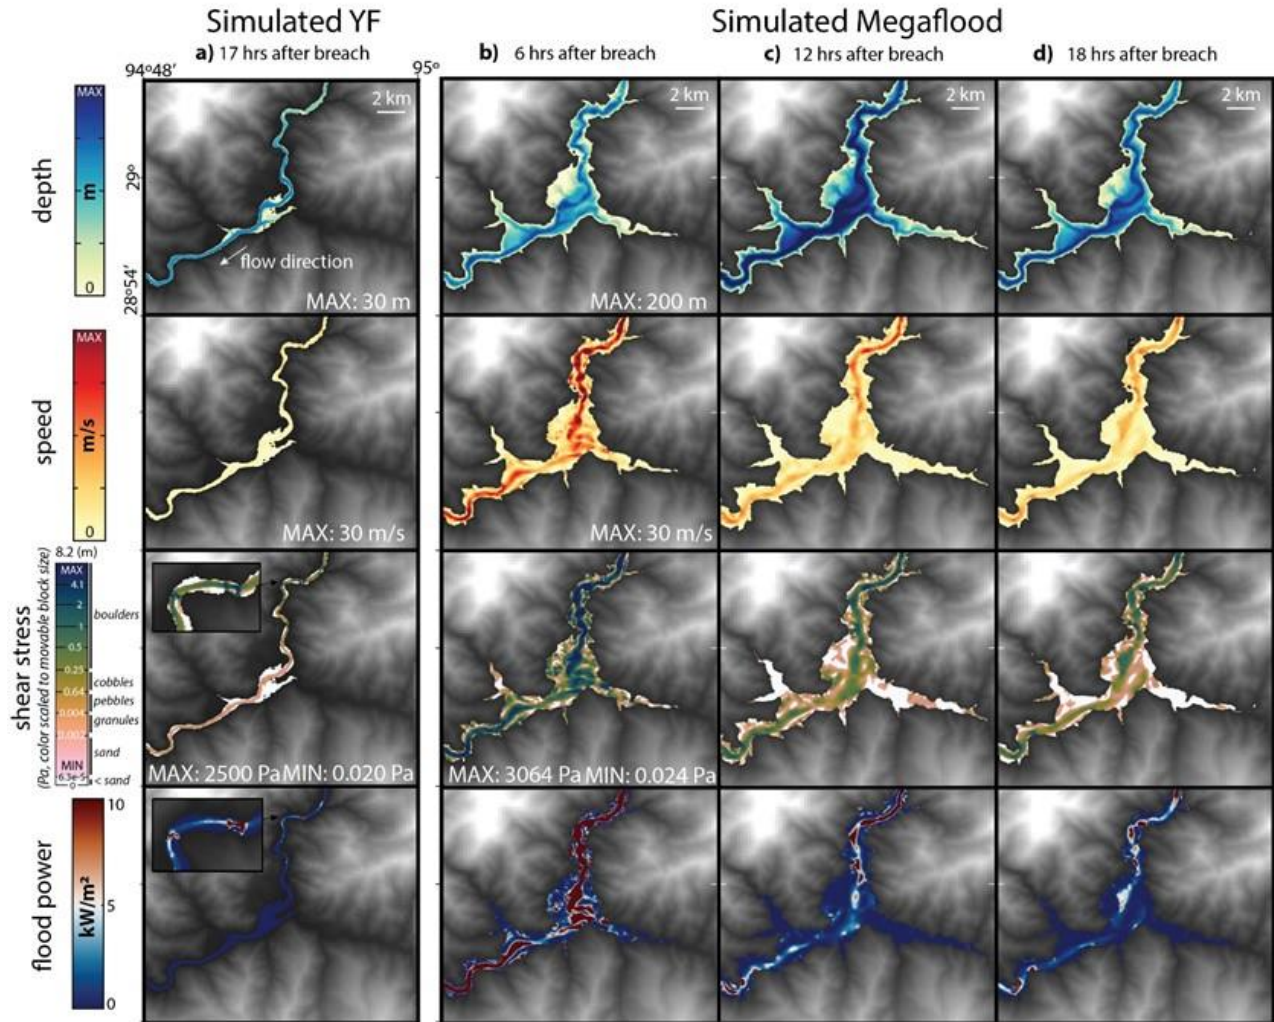 Simulated YF
Simulated Megaflood
a) 17 hrs after breach
b) 6 hrs after breach
c) 12 hrs after breach
d) 18 hrs after breach
94°48′
95°
29°
28°54′
depth
MAX
m
0
2 km
flow direction
MAX: 30 m
2 km
MAX: 200 m
2 km
2 km
speed
MAX
m/s
0
MAX: 30 m/s
MAX: 30 m/s
shear stress
(Pa, color scaled to movable block size)
8.2 (m)
MAX
4.1
2
1
0.5
0.25
0.64
0.004
0.002
MIN
6.3e-5
0
boulders
cobbles
pebbles
granules
sand
< sand
MAX: 2500 Pa MIN: 0.020 Pa
MAX: 3064 Pa MIN: 0.024 Pa
flood power
10
kW/m²
5
0